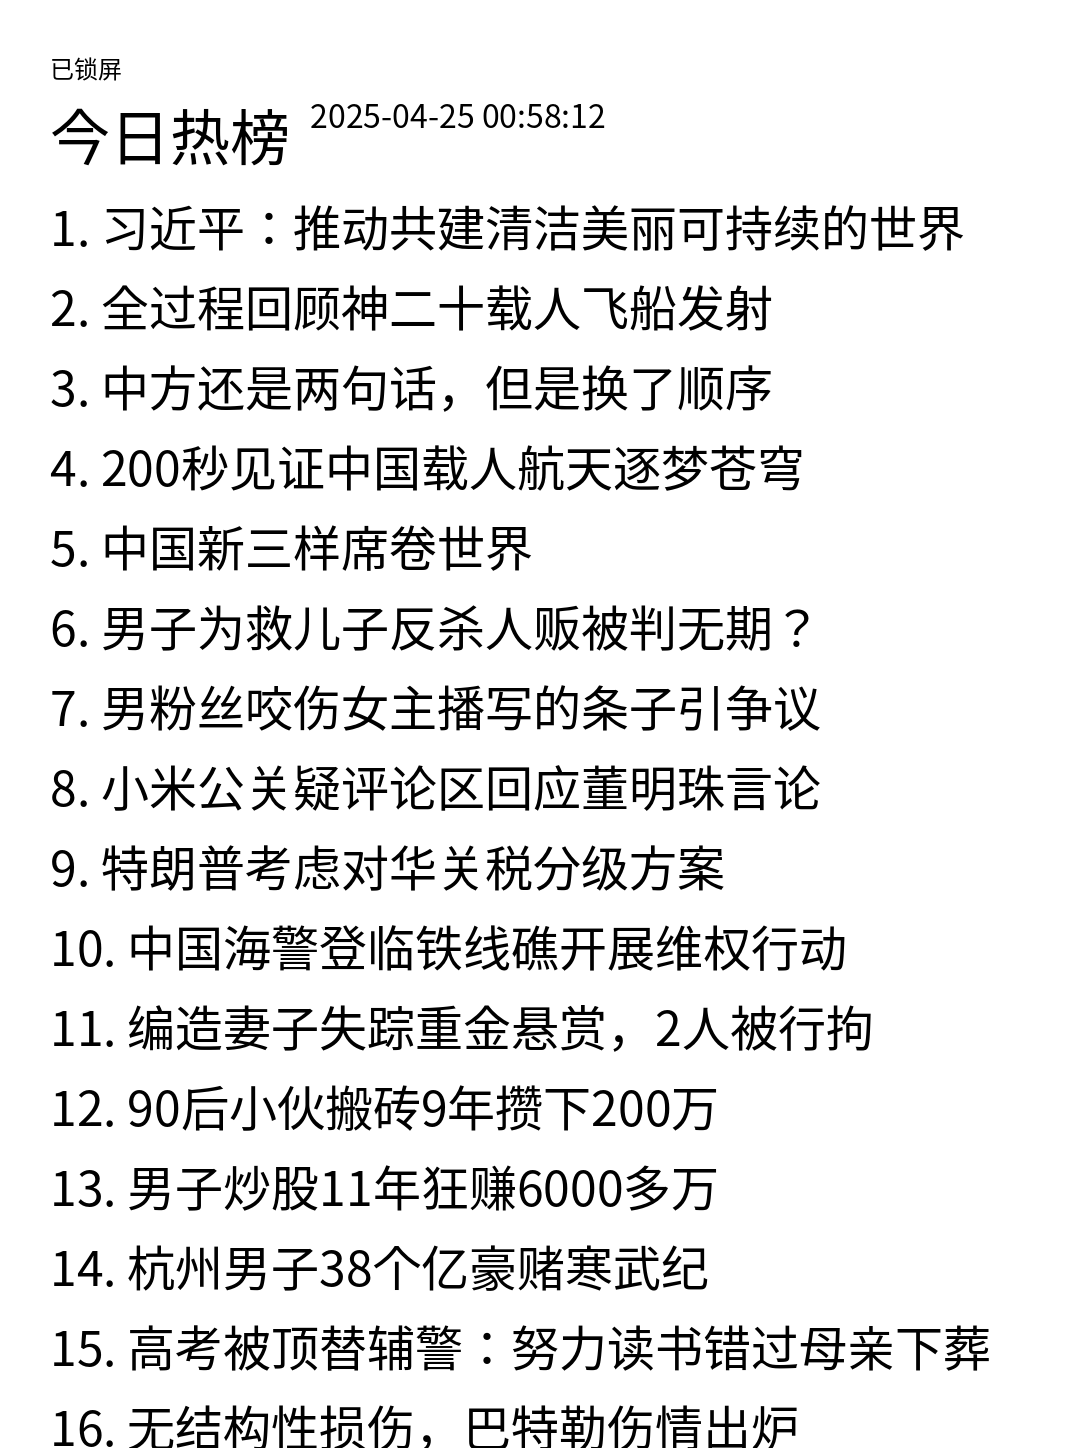 已锁屏
今日热榜 2025-04-25 00:58:12
1. 习近平：推动共建清洁美丽可持续的世界
2. 全过程回顾神二十载人飞船发射
3. 中方还是两句话，但是换了顺序
4. 200秒见证中国载人航天逐梦苍穹
5. 中国新三样席卷世界
6. 男子为救儿子反杀人贩被判无期？
7. 男粉丝咬伤女主播写的条子引争议
8. 小米公关疑评论区回应董明珠言论
9. 特朗普考虑对华关税分级方案
10. 中国海警登临铁线礁开展维权行动
11. 编造妻子失踪重金悬赏，2人被行拘
12. 90后小伙搬砖9年攒下200万
13. 男子炒股11年狂赚6000多万
14. 杭州男子38个亿豪赌寒武纪
15. 高考被顶替辅警：努力读书错过母亲下葬
16. 无结构性损伤，巴特勒伤情出炉